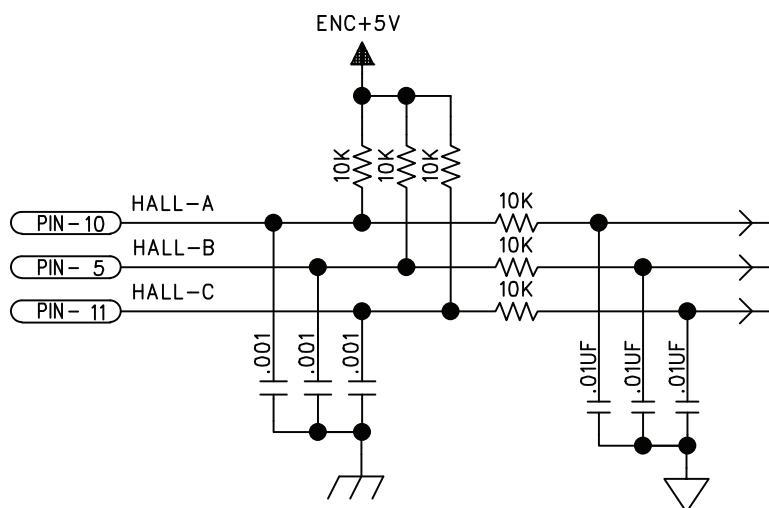 ENC+5V
10K
10K
10K
HALL-A
10K
PIN-10
HALL-B
10K
PIN- 5
HALL-C
10K
PIN- 11
.001
.001
.001
.01UF
.01UF
.01UF